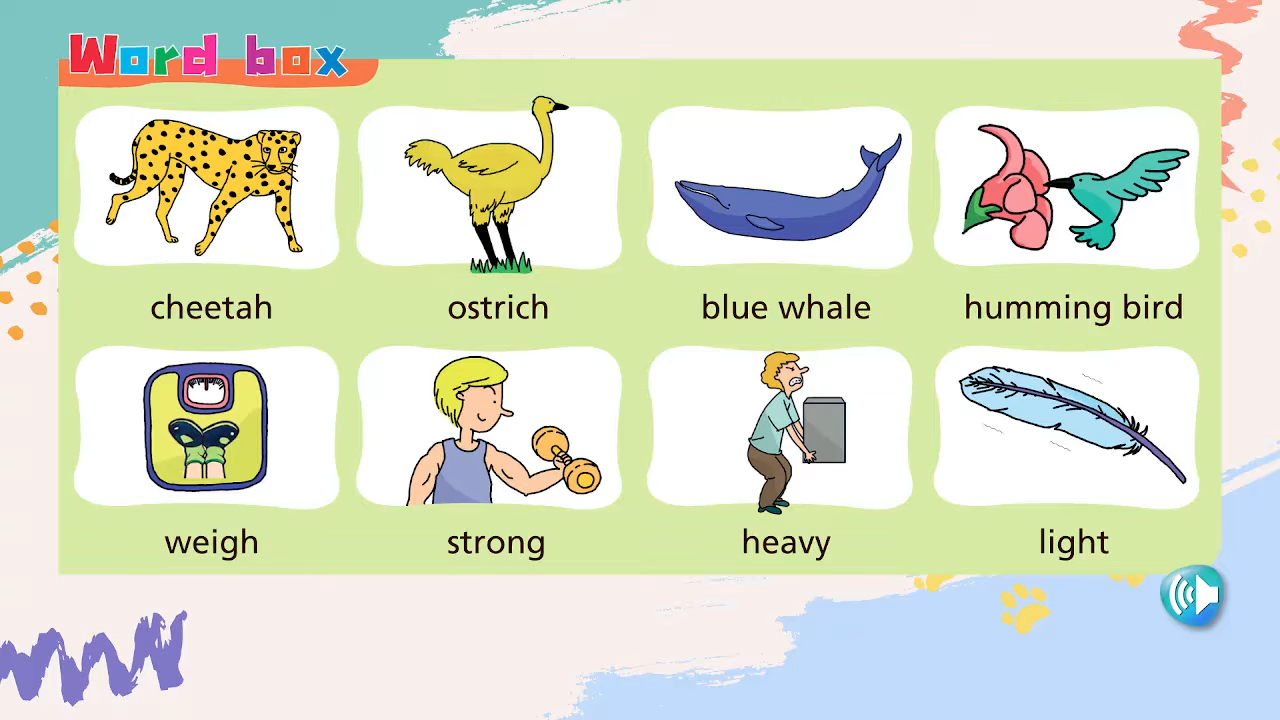 Word box
cheetah
ostrich
blue whale
humming bird
weigh
strong
heavy
light